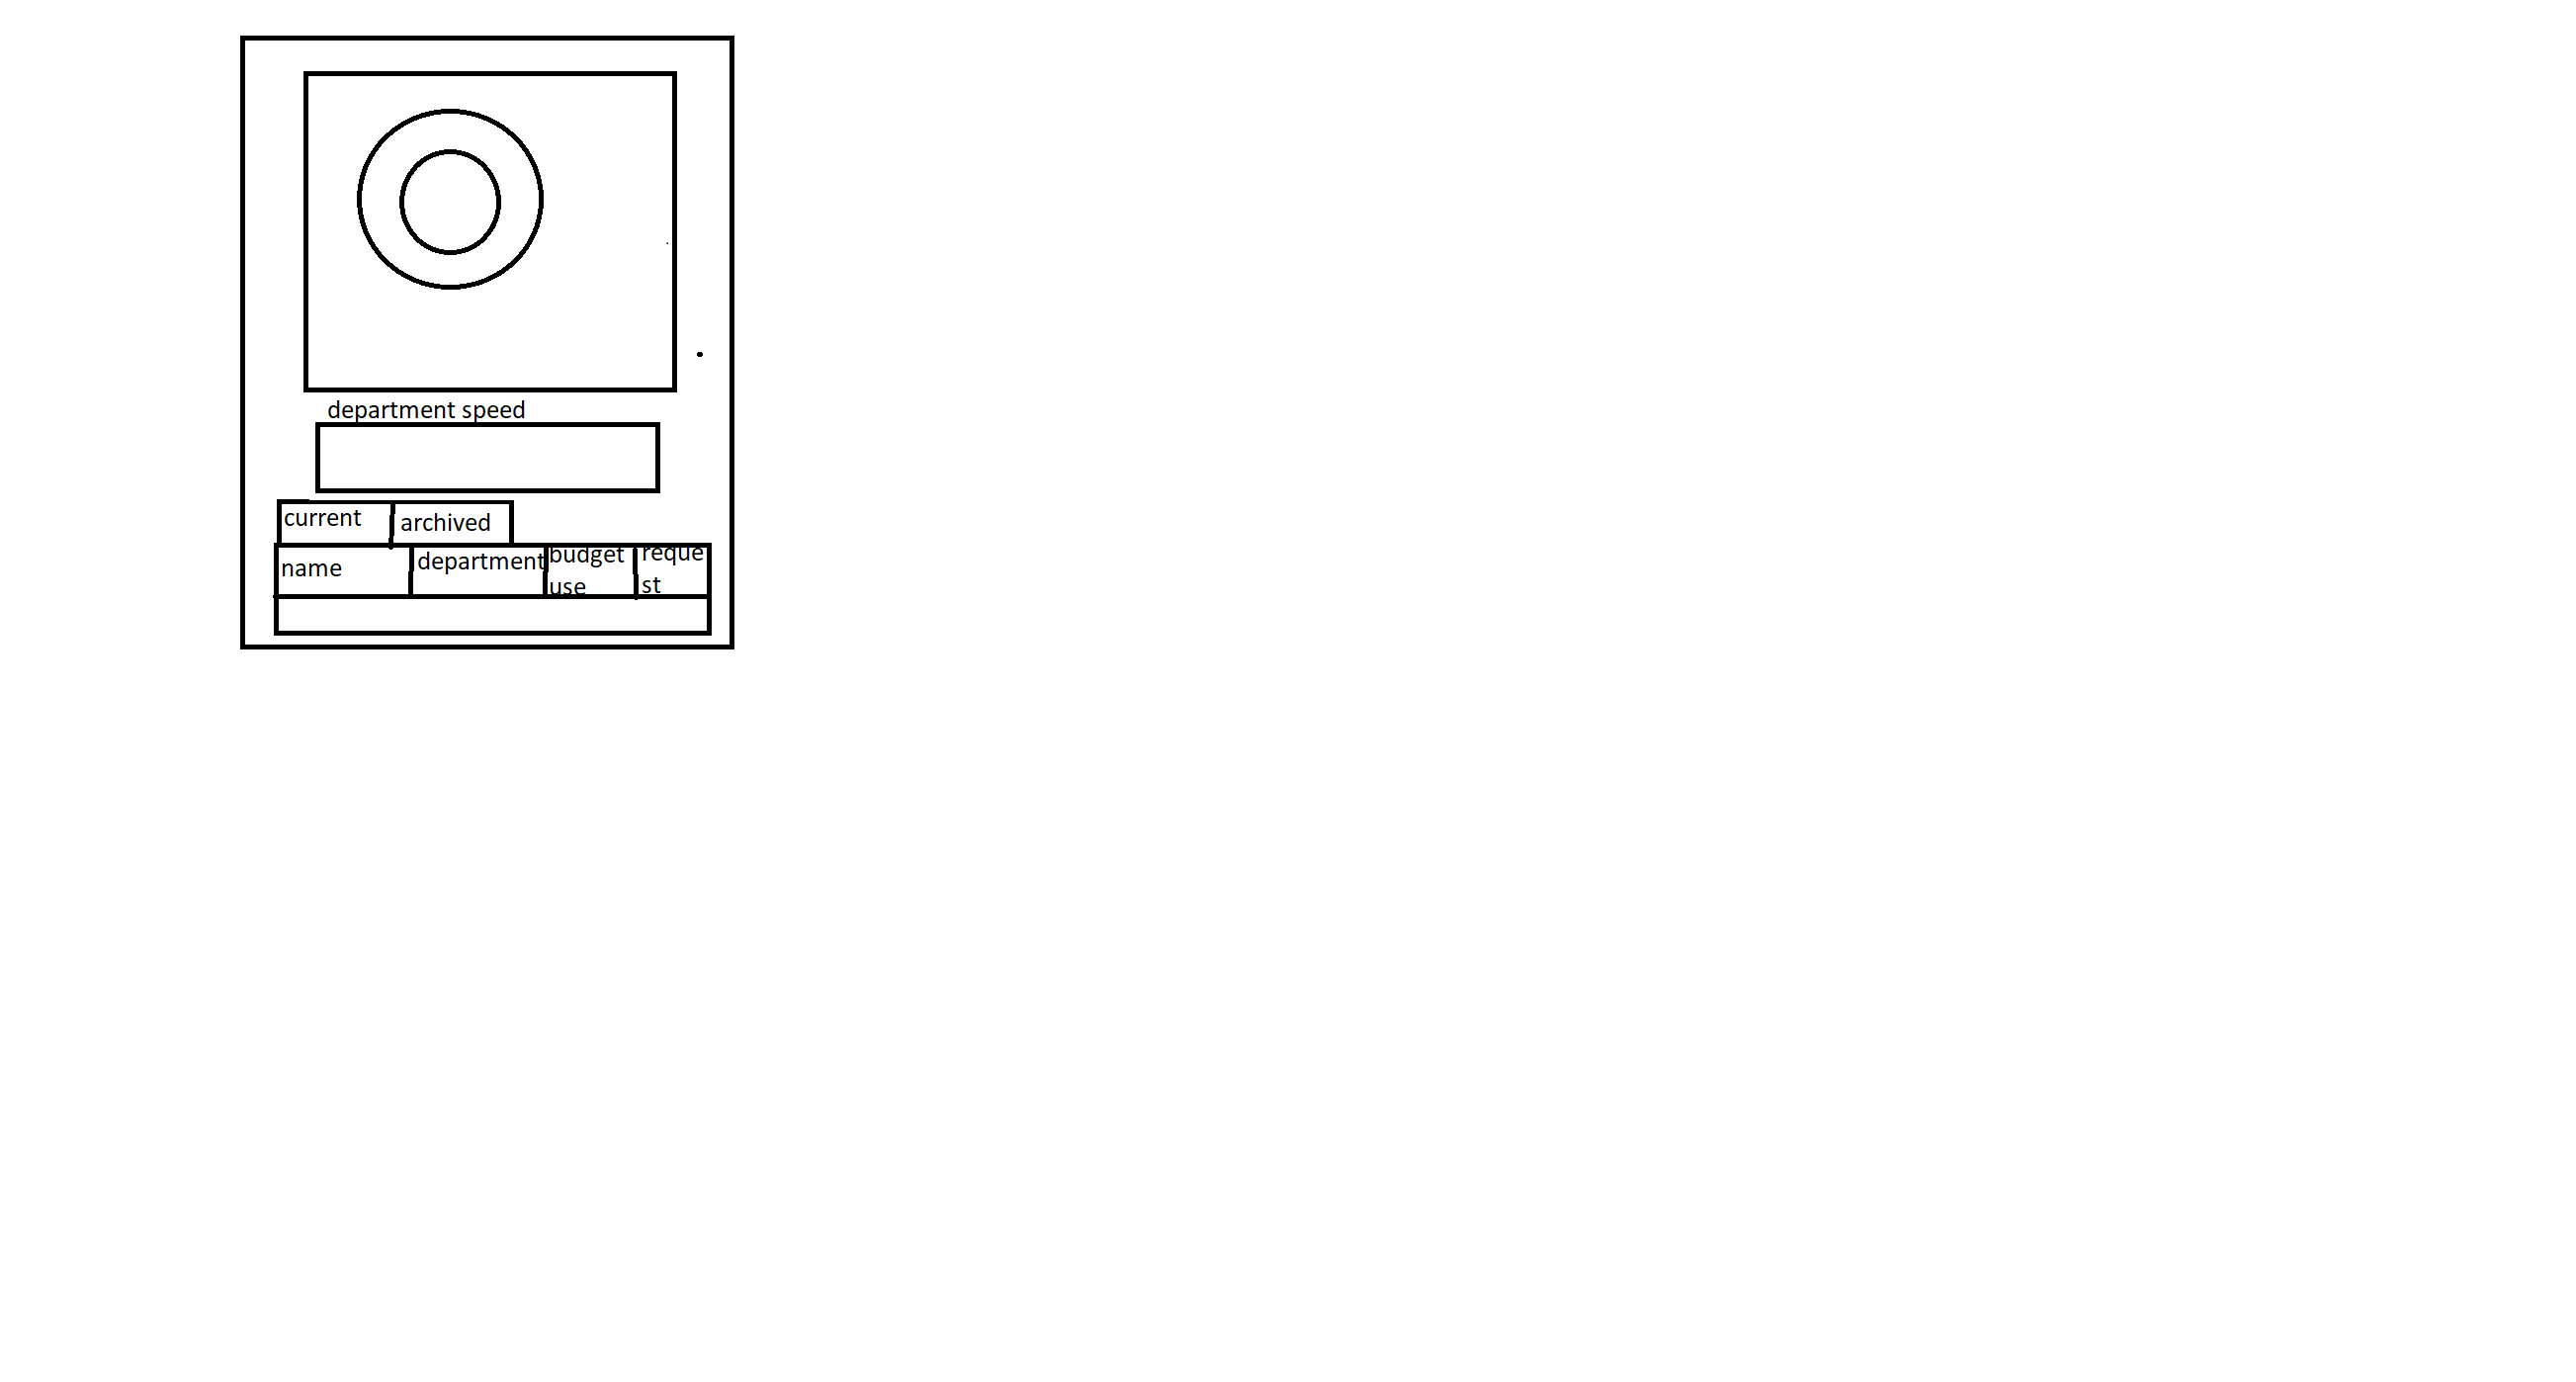 department speed
current
archived
name
department
budget
use
reque
st